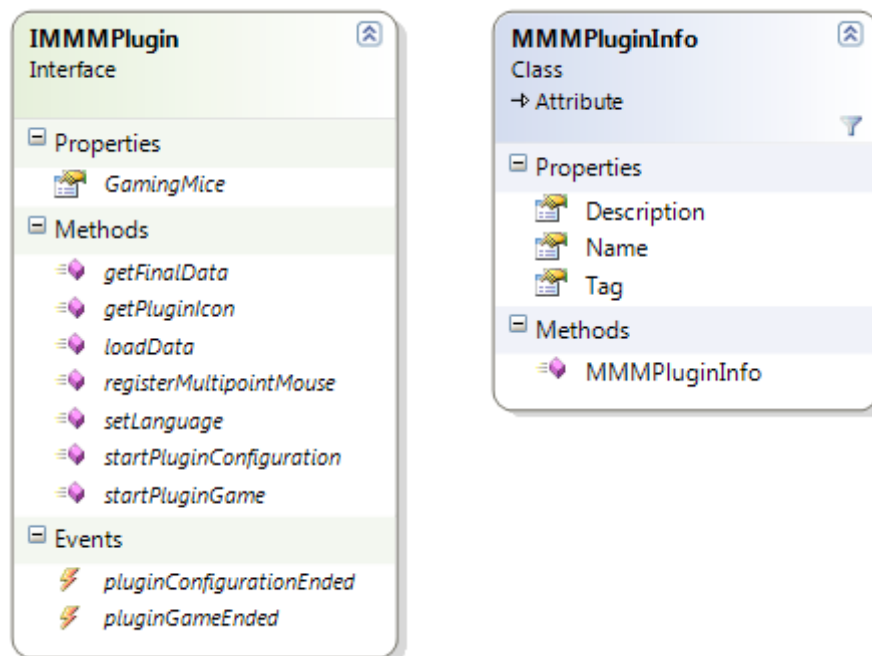 IMMMPlugin
Interface
Properties
GamingMice
Methods
getFinalData
getPluginIcon
loadData
registerMultipointMouse
setLanguage
startPluginConfiguration
startPluginGame
Events
pluginConfigurationEnded
pluginGameEnded
MMMPluginInfo
Class
Attribute
Properties
Description
Name
Tag
Methods
MMMPluginInfo